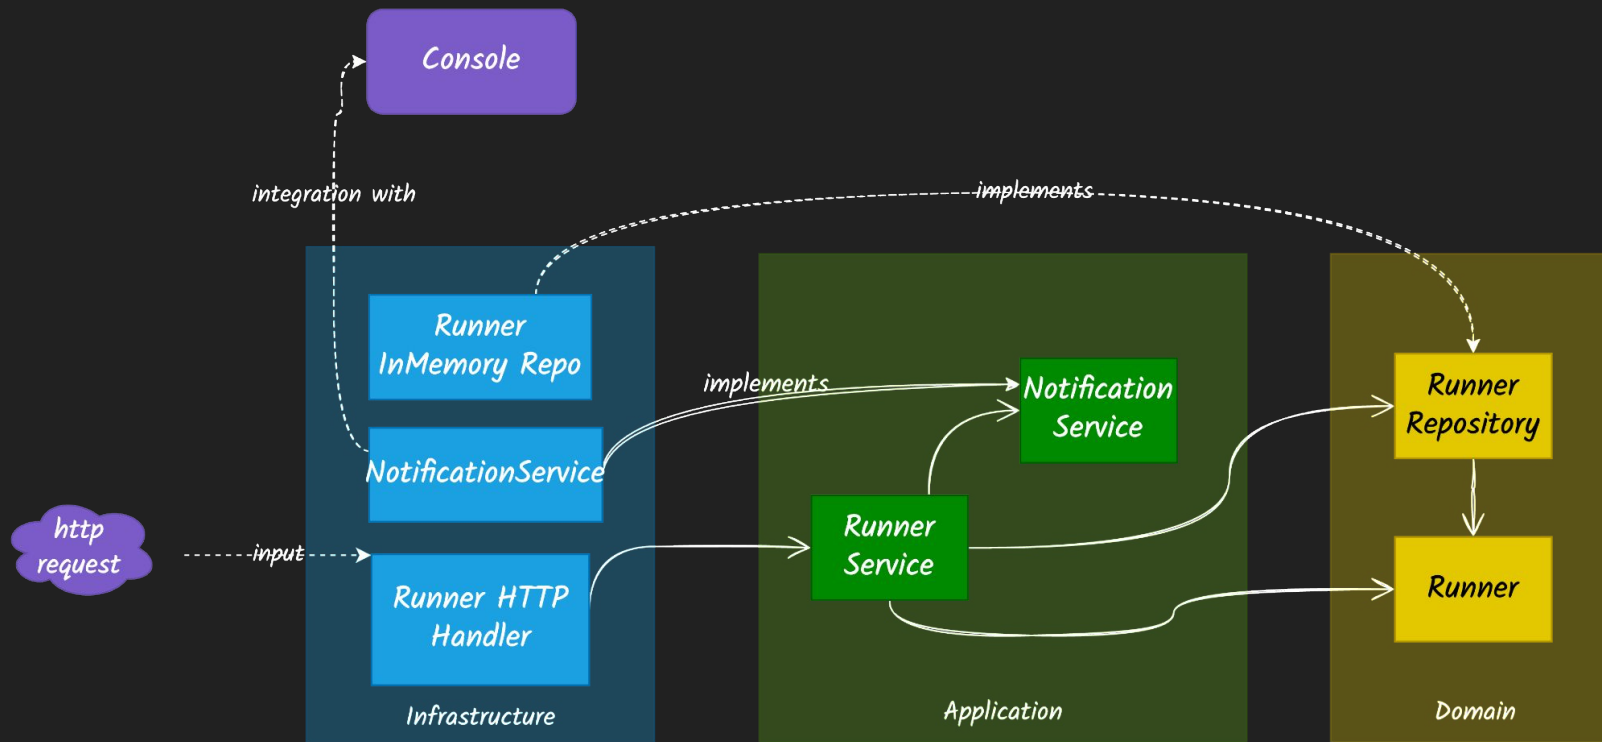 Console
integration with
implements
Runner
InMemory Repo
implements
NotificationService
http
request
input
Runner HTTP
Handler
Infrastructure
Notification
Service
Runner
Service
Application
Runner
Repository
Runner
Domain